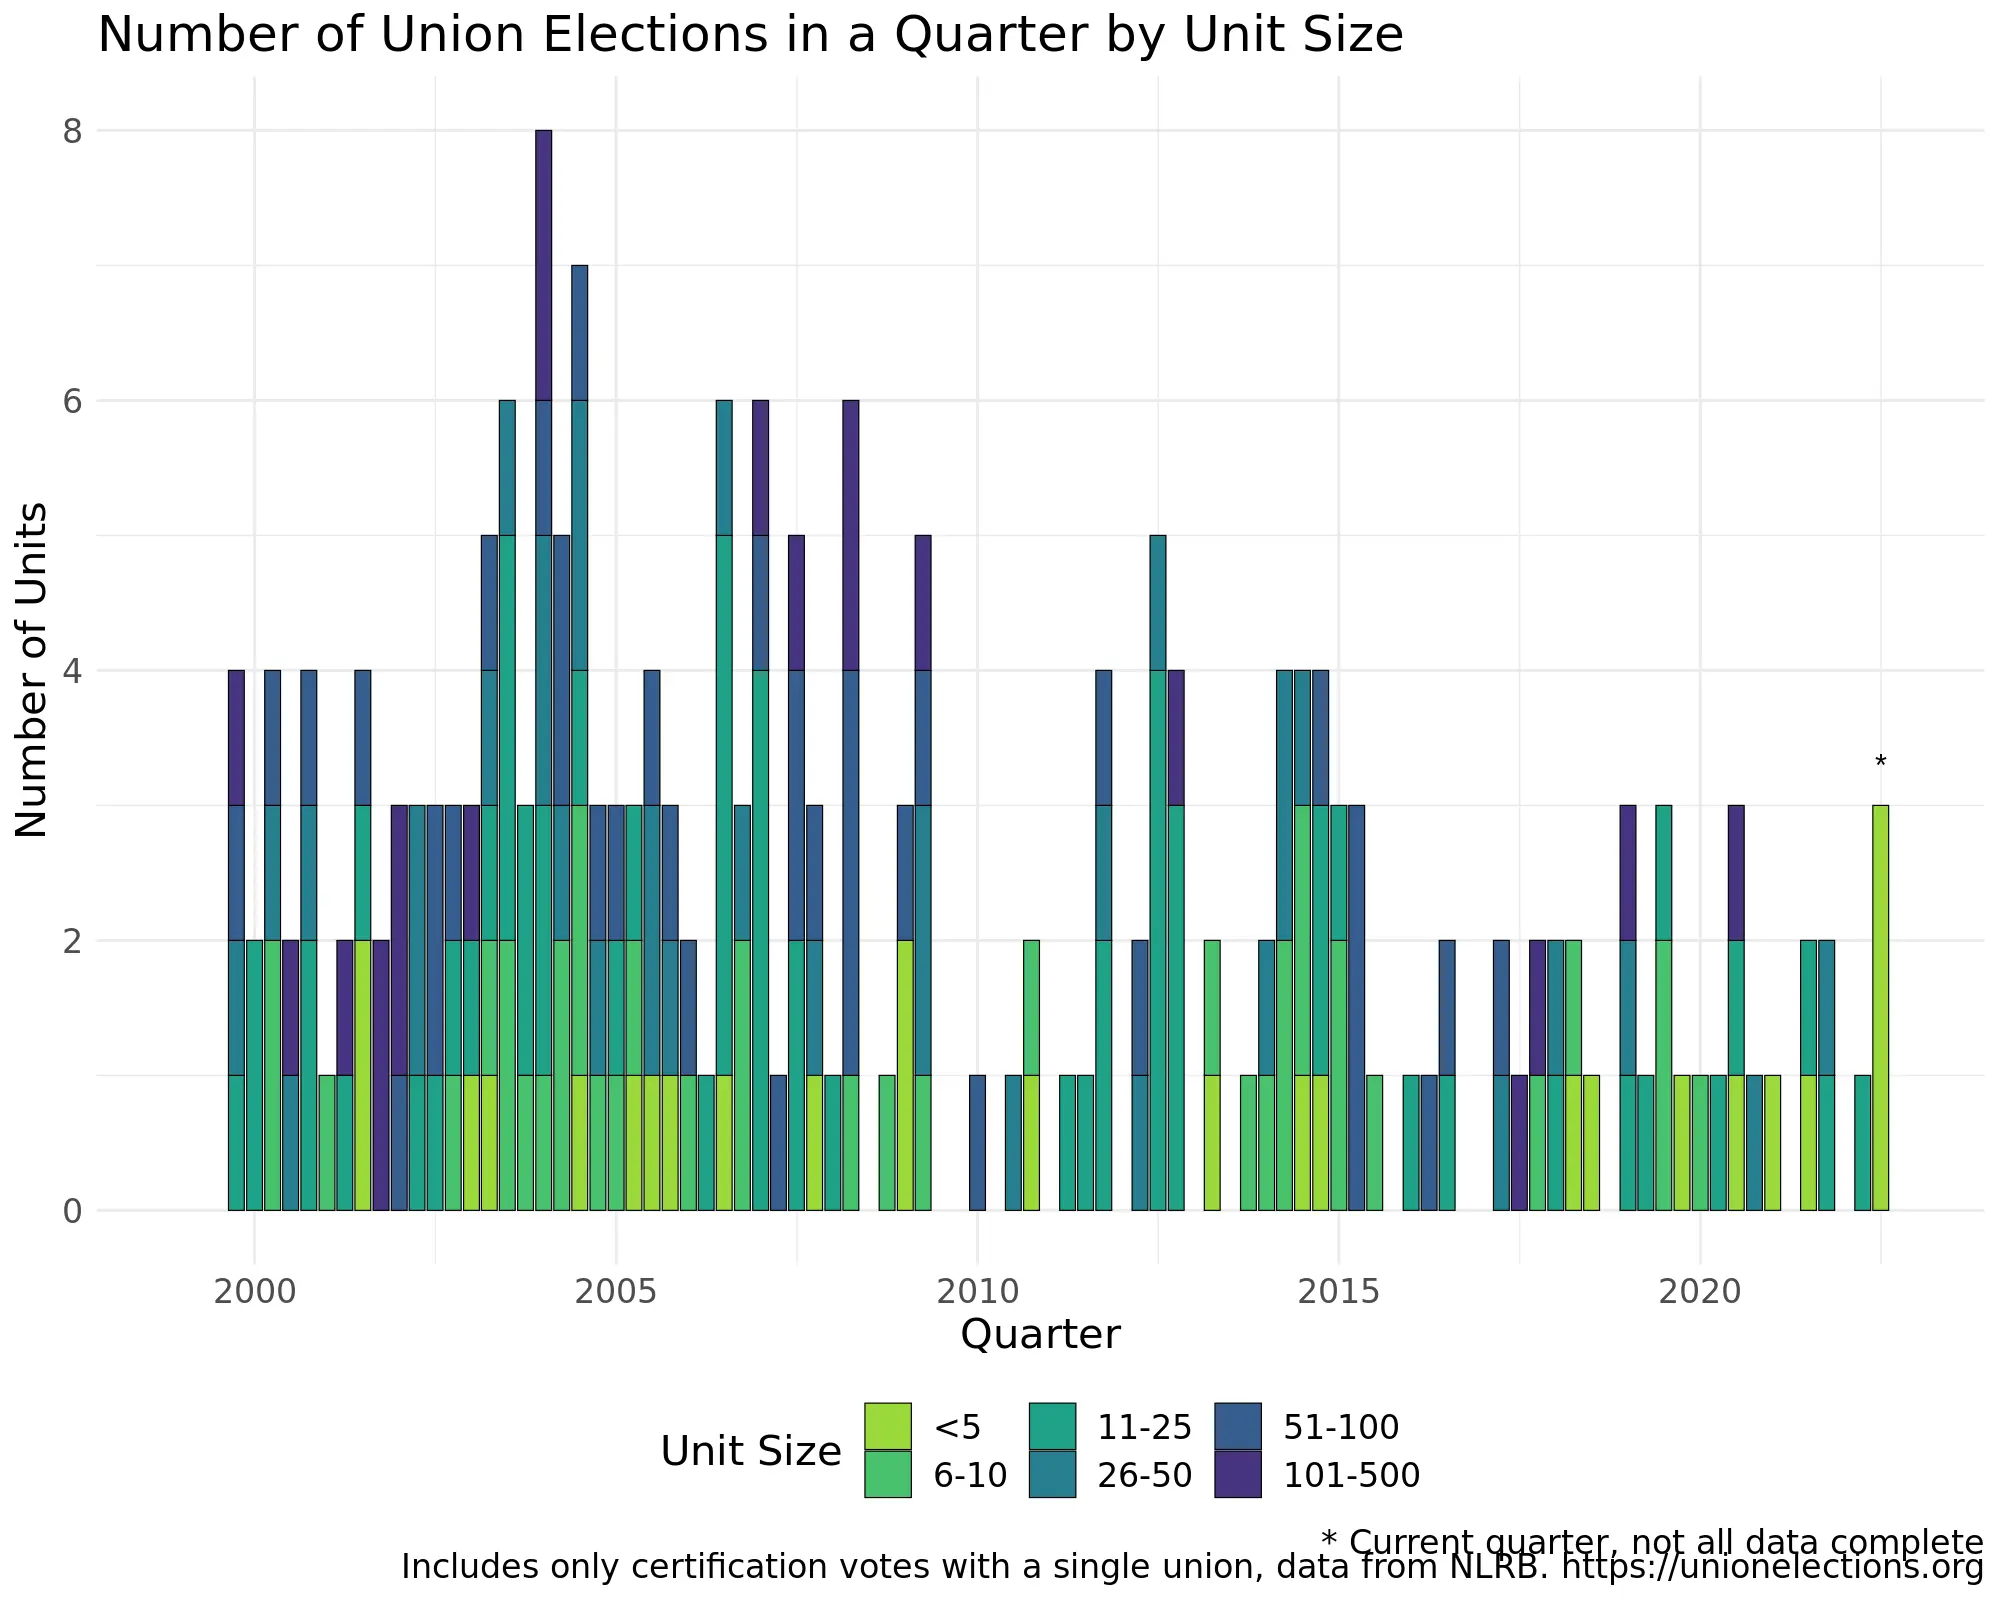 Number of Union Elections in a Quarter by Unit Size
Number of Units
8
6
4
2
0
*
2000 2005 2010 2015 2020
Quarter
Unit Size
<5 11-25 51-100
6-10 26-50 101-500
* Current quarter, not all data complete
Includes only certification votes with a single union, data from NLRB. https://unionelections.org